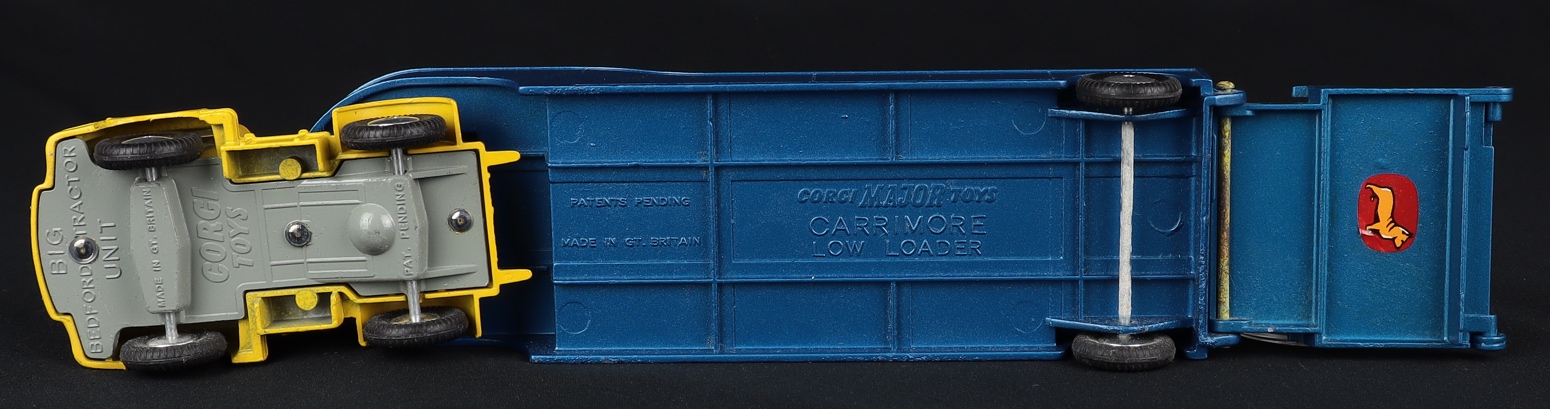 BIG
BEDFORD TRACTOR
UNIT
MADE IN GT. BRITAIN
CORGI
TOYS
PAT. PENDING
PATENTS PENDING
MADE IN GT. BRITAIN
CORGI MAJOR TOYS
CARRIMORE
LOW LOADER